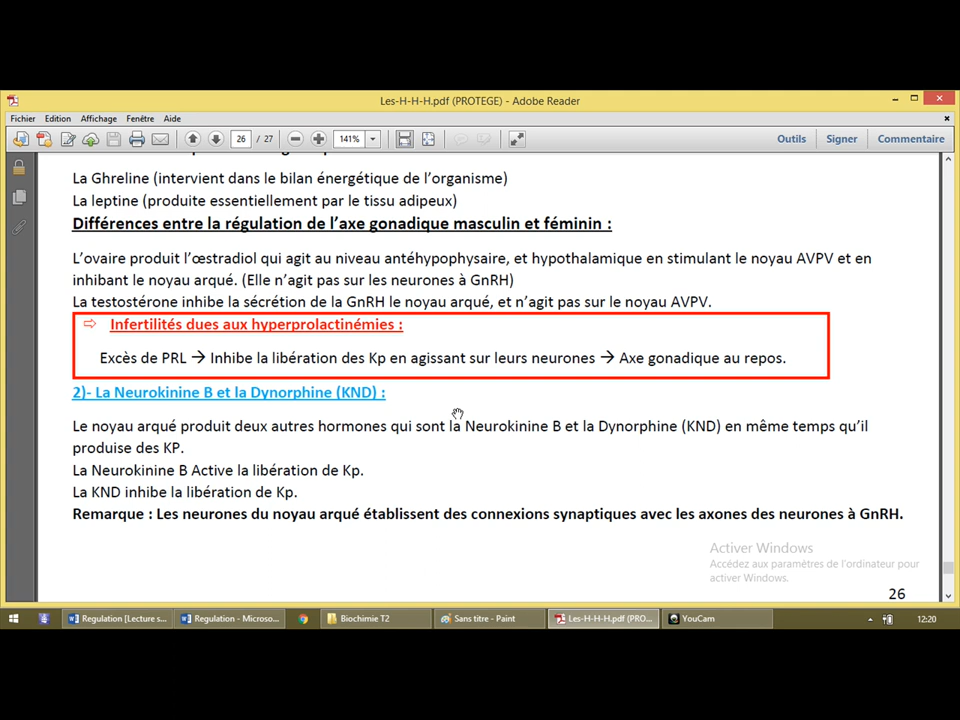 Les-H-H-H.pdf (PROTEGE) - Adobe Reader
Fichier Edition Affichage Fenêtre Aide
26 / 27 141% Outils Signer Commentaire
La Ghreline (intervient dans le bilan énergétique de l'organisme)
La leptine (produite essentiellement par le tissu adipeux)
Différences entre la régulation de l'axe gonadique masculin et féminin :
L'ovaire produit l'œstradiol qui agit au niveau antéhypophysaire, et hypothalamique en stimulant le noyau AVPV et en
inhibant le noyau arqué. (Elle n'agit pas sur les neurones à GnRH)
La testostérone inhibe la sécrétion de la GnRH le noyau arqué, et n'agit pas sur le noyau AVPV.
⇨ Infertilités dues aux hyperprolactinémies :
Excès de PRL → Inhibe la libération des Kp en agissant sur leurs neurones → Axe gonadique au repos.
2)- La Neurokinine B et la Dynorphine (KND) :
Le noyau arqué produit deux autres hormones qui sont la Neurokinine B et la Dynorphine (KND) en même temps qu'il
produise des KP.
La Neurokinine B Active la libération de Kp.
La KND inhibe la libération de Kp.
Remarque : Les neurones du noyau arqué établissent des connexions synaptiques avec les axones des neurones à GnRH.
Activer Windows
Accédez aux paramètres de l'ordinateur pour
activer Windows.
26
Regulation [Lecture s... Regulation - Microso... Biochimie T2 Sans titre - Paint Les-H-H-H.pdf (PRO... YouCam 12:20